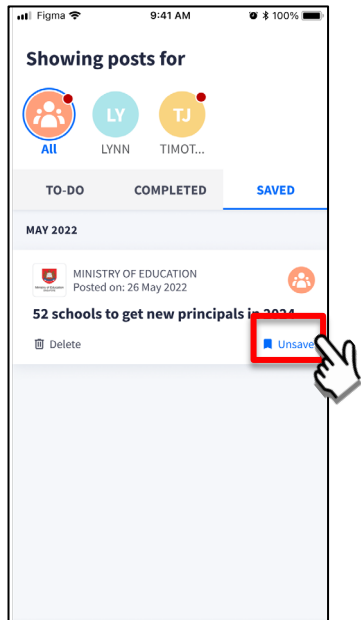 Figma 9:41 AM 100%
Showing posts for
LY TJ
All LYNN TIMOT...
TO-DO COMPLETED SAVED
MAY 2022
MINISTRY OF EDUCATION
Posted on: 26 May 2022
52 schools to get new principals in 2024
Delete Unsave